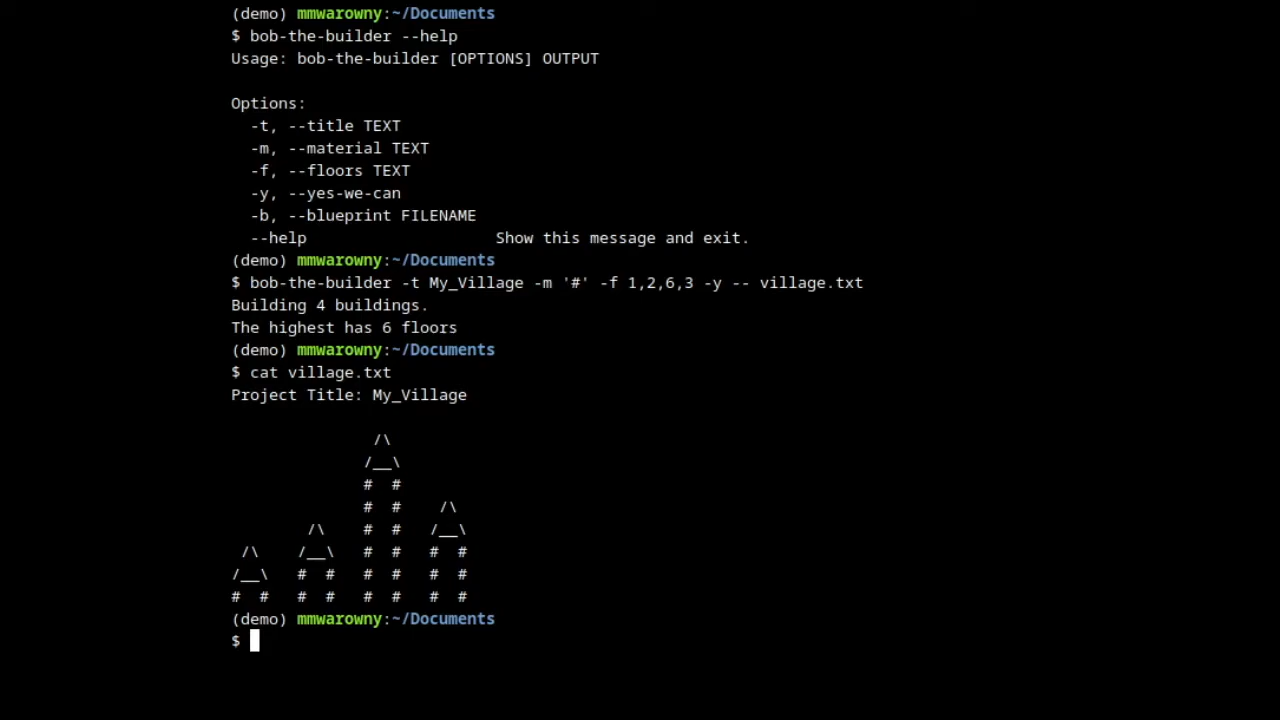 (demo) mmwarowny:~/Documents
$ bob-the-builder --help
Usage: bob-the-builder [OPTIONS] OUTPUT

Options:
  -t, --title TEXT
  -m, --material TEXT
  -f, --floors TEXT
  -y, --yes-we-can
  -b, --blueprint FILENAME
  --help                    Show this message and exit.
(demo) mmwarowny:~/Documents
$ bob-the-builder -t My_Village -m '#' -f 1,2,6,3 -y -- village.txt
Building 4 buildings.
The highest has 6 floors
(demo) mmwarowny:~/Documents
$ cat village.txt
Project Title: My_Village

               /\
              /__\
              #  #
              #  #    /\
        /\    #  #   /__\
 /\    /__\   #  #   #  #
/__\   #  #   #  #   #  #
#  #   #  #   #  #   #  #
(demo) mmwarowny:~/Documents
$